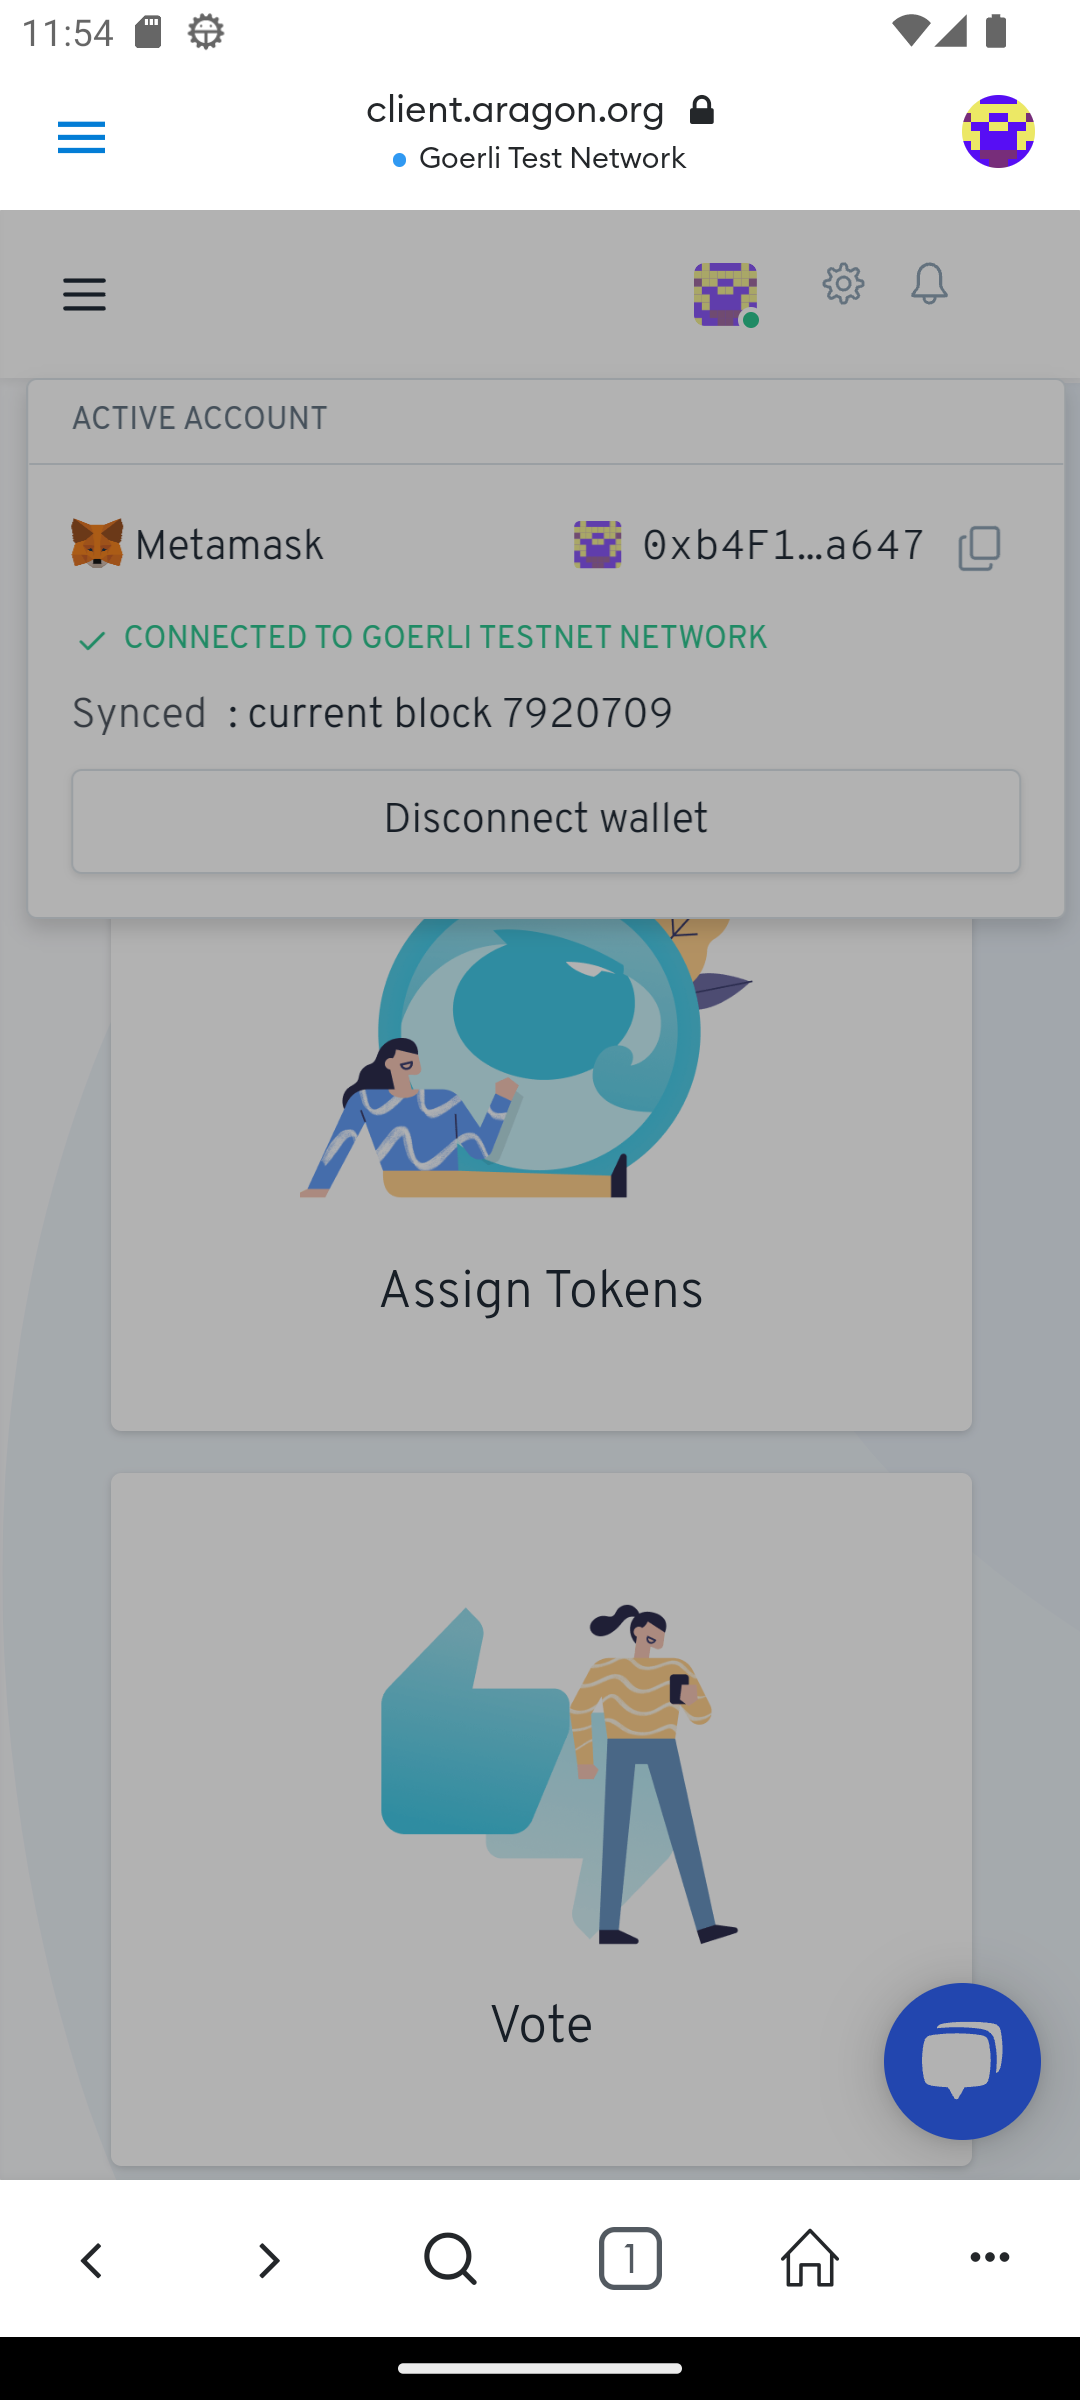 11:54
client.aragon.org
Goerli Test Network
ACTIVE ACCOUNT
Metamask 0xb4F1...a647
CONNECTED TO GOERLI TESTNET NETWORK
Synced : current block 7920709
Disconnect wallet
Assign Tokens
Vote
1